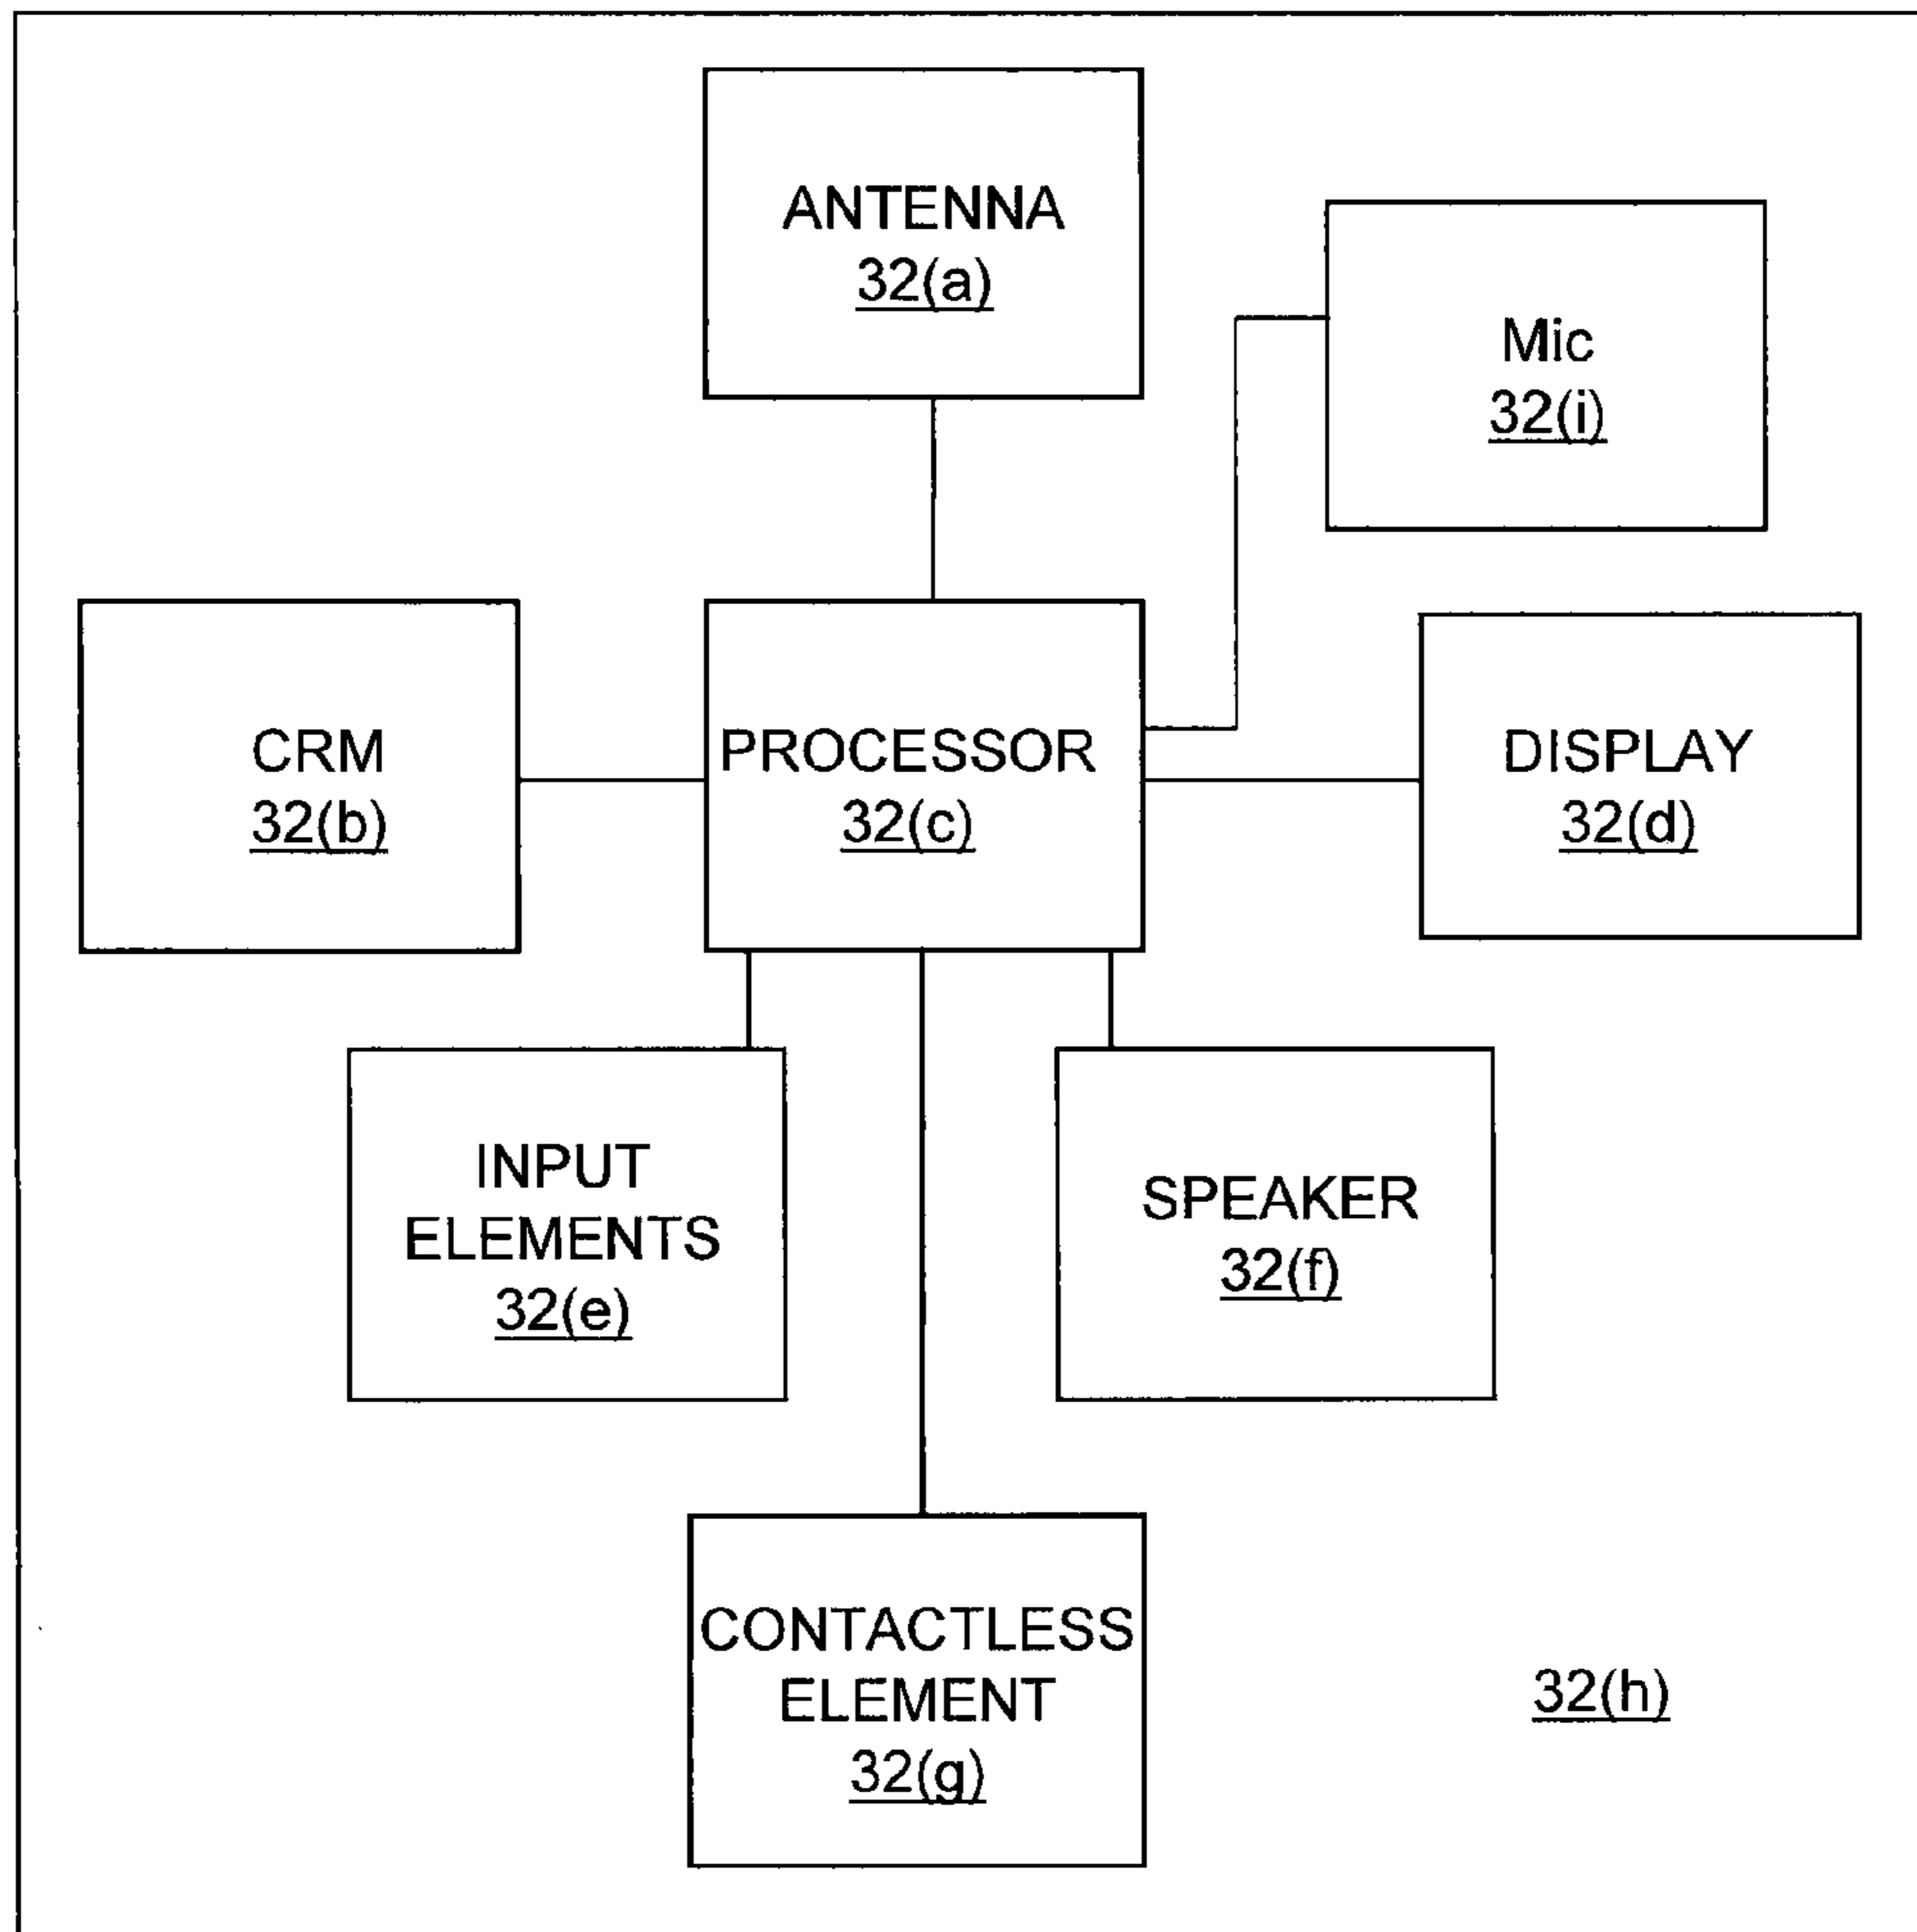 ANTENNA
32(a)
Mic
32(i)
CRM
32(b)
PROCESSOR
32(c)
DISPLAY
32(d)
INPUT
ELEMENTS
32(e)
SPEAKER
32(f)
CONTACTLESS
ELEMENT
32(g)
32(h)